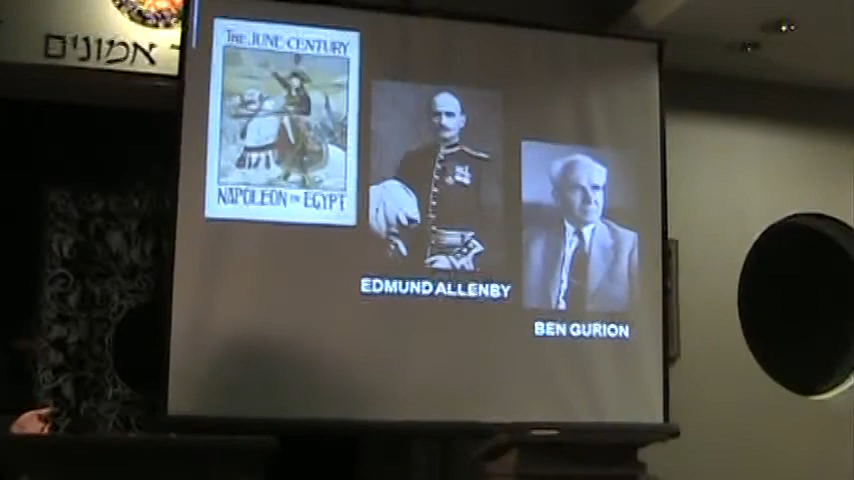 אמונים
THE JUNE CENTURY
NAPOLEON IN EGYPT
EDMUND ALLENBY
BEN GURION